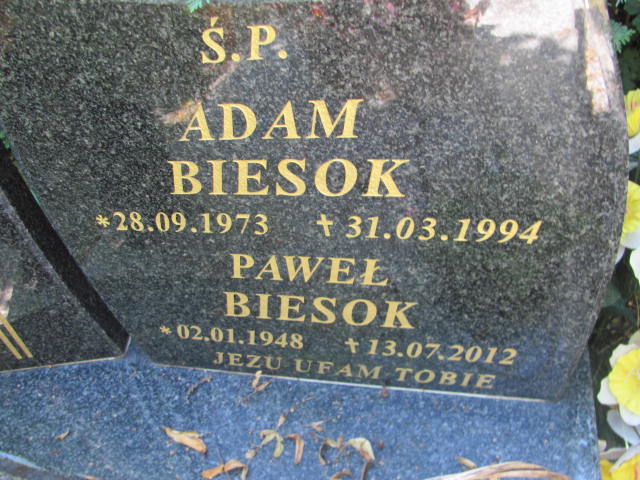 Ś.P.
ADAM
BIESOK
*28.09.1973 ✝31.03.1994
PAWEŁ
BIESOK
*02.01.1948 ✝13.07.2012
JEZU UFAM TOBIE